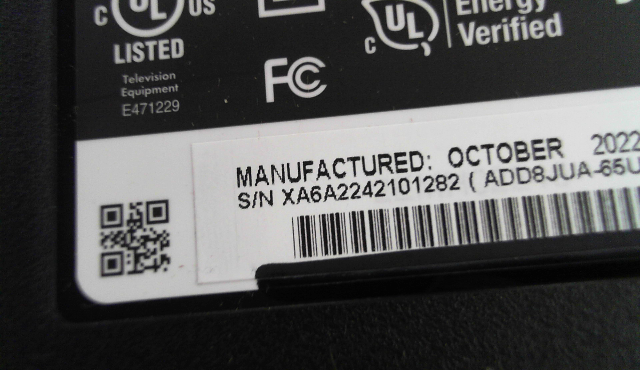 C UL US
LISTED
Television
Equipment
E471229
FC
C UL
Energy
Verified
MANUFACTURED: OCTOBER 2022
S/N XA6A2242101282 ( ADD8JUA-65U